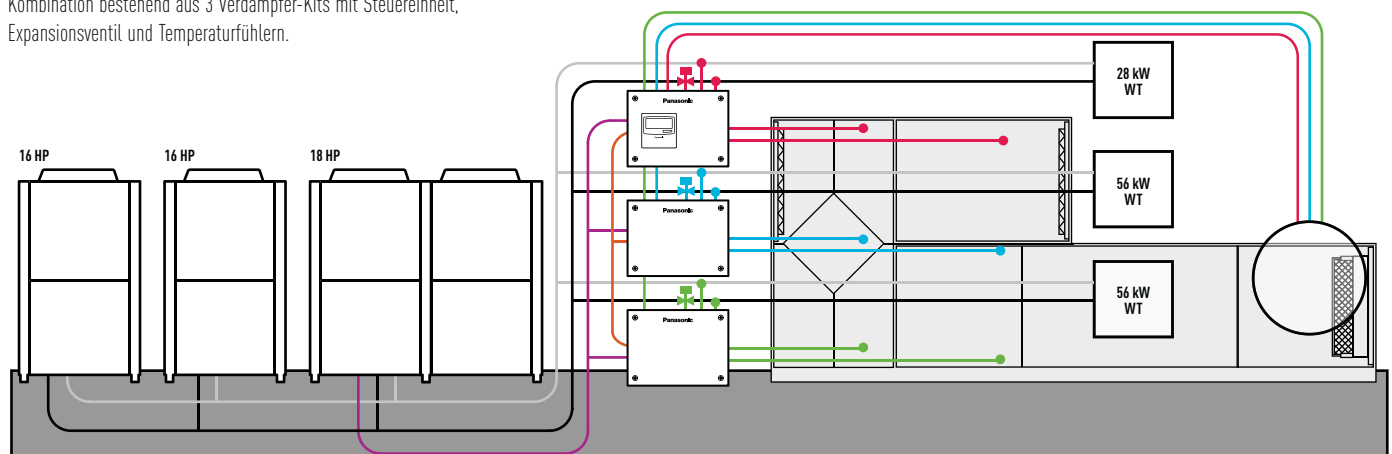 Kombination bestehend aus 3 Verdampfer-Kits mit Steuereinheit,
Expansionsventil und Temperaturfühlern.
28 kW
WT
Panasonic
16 HP
16 HP
18 HP
56 kW
WT
Panasonic
56 kW
WT
Panasonic